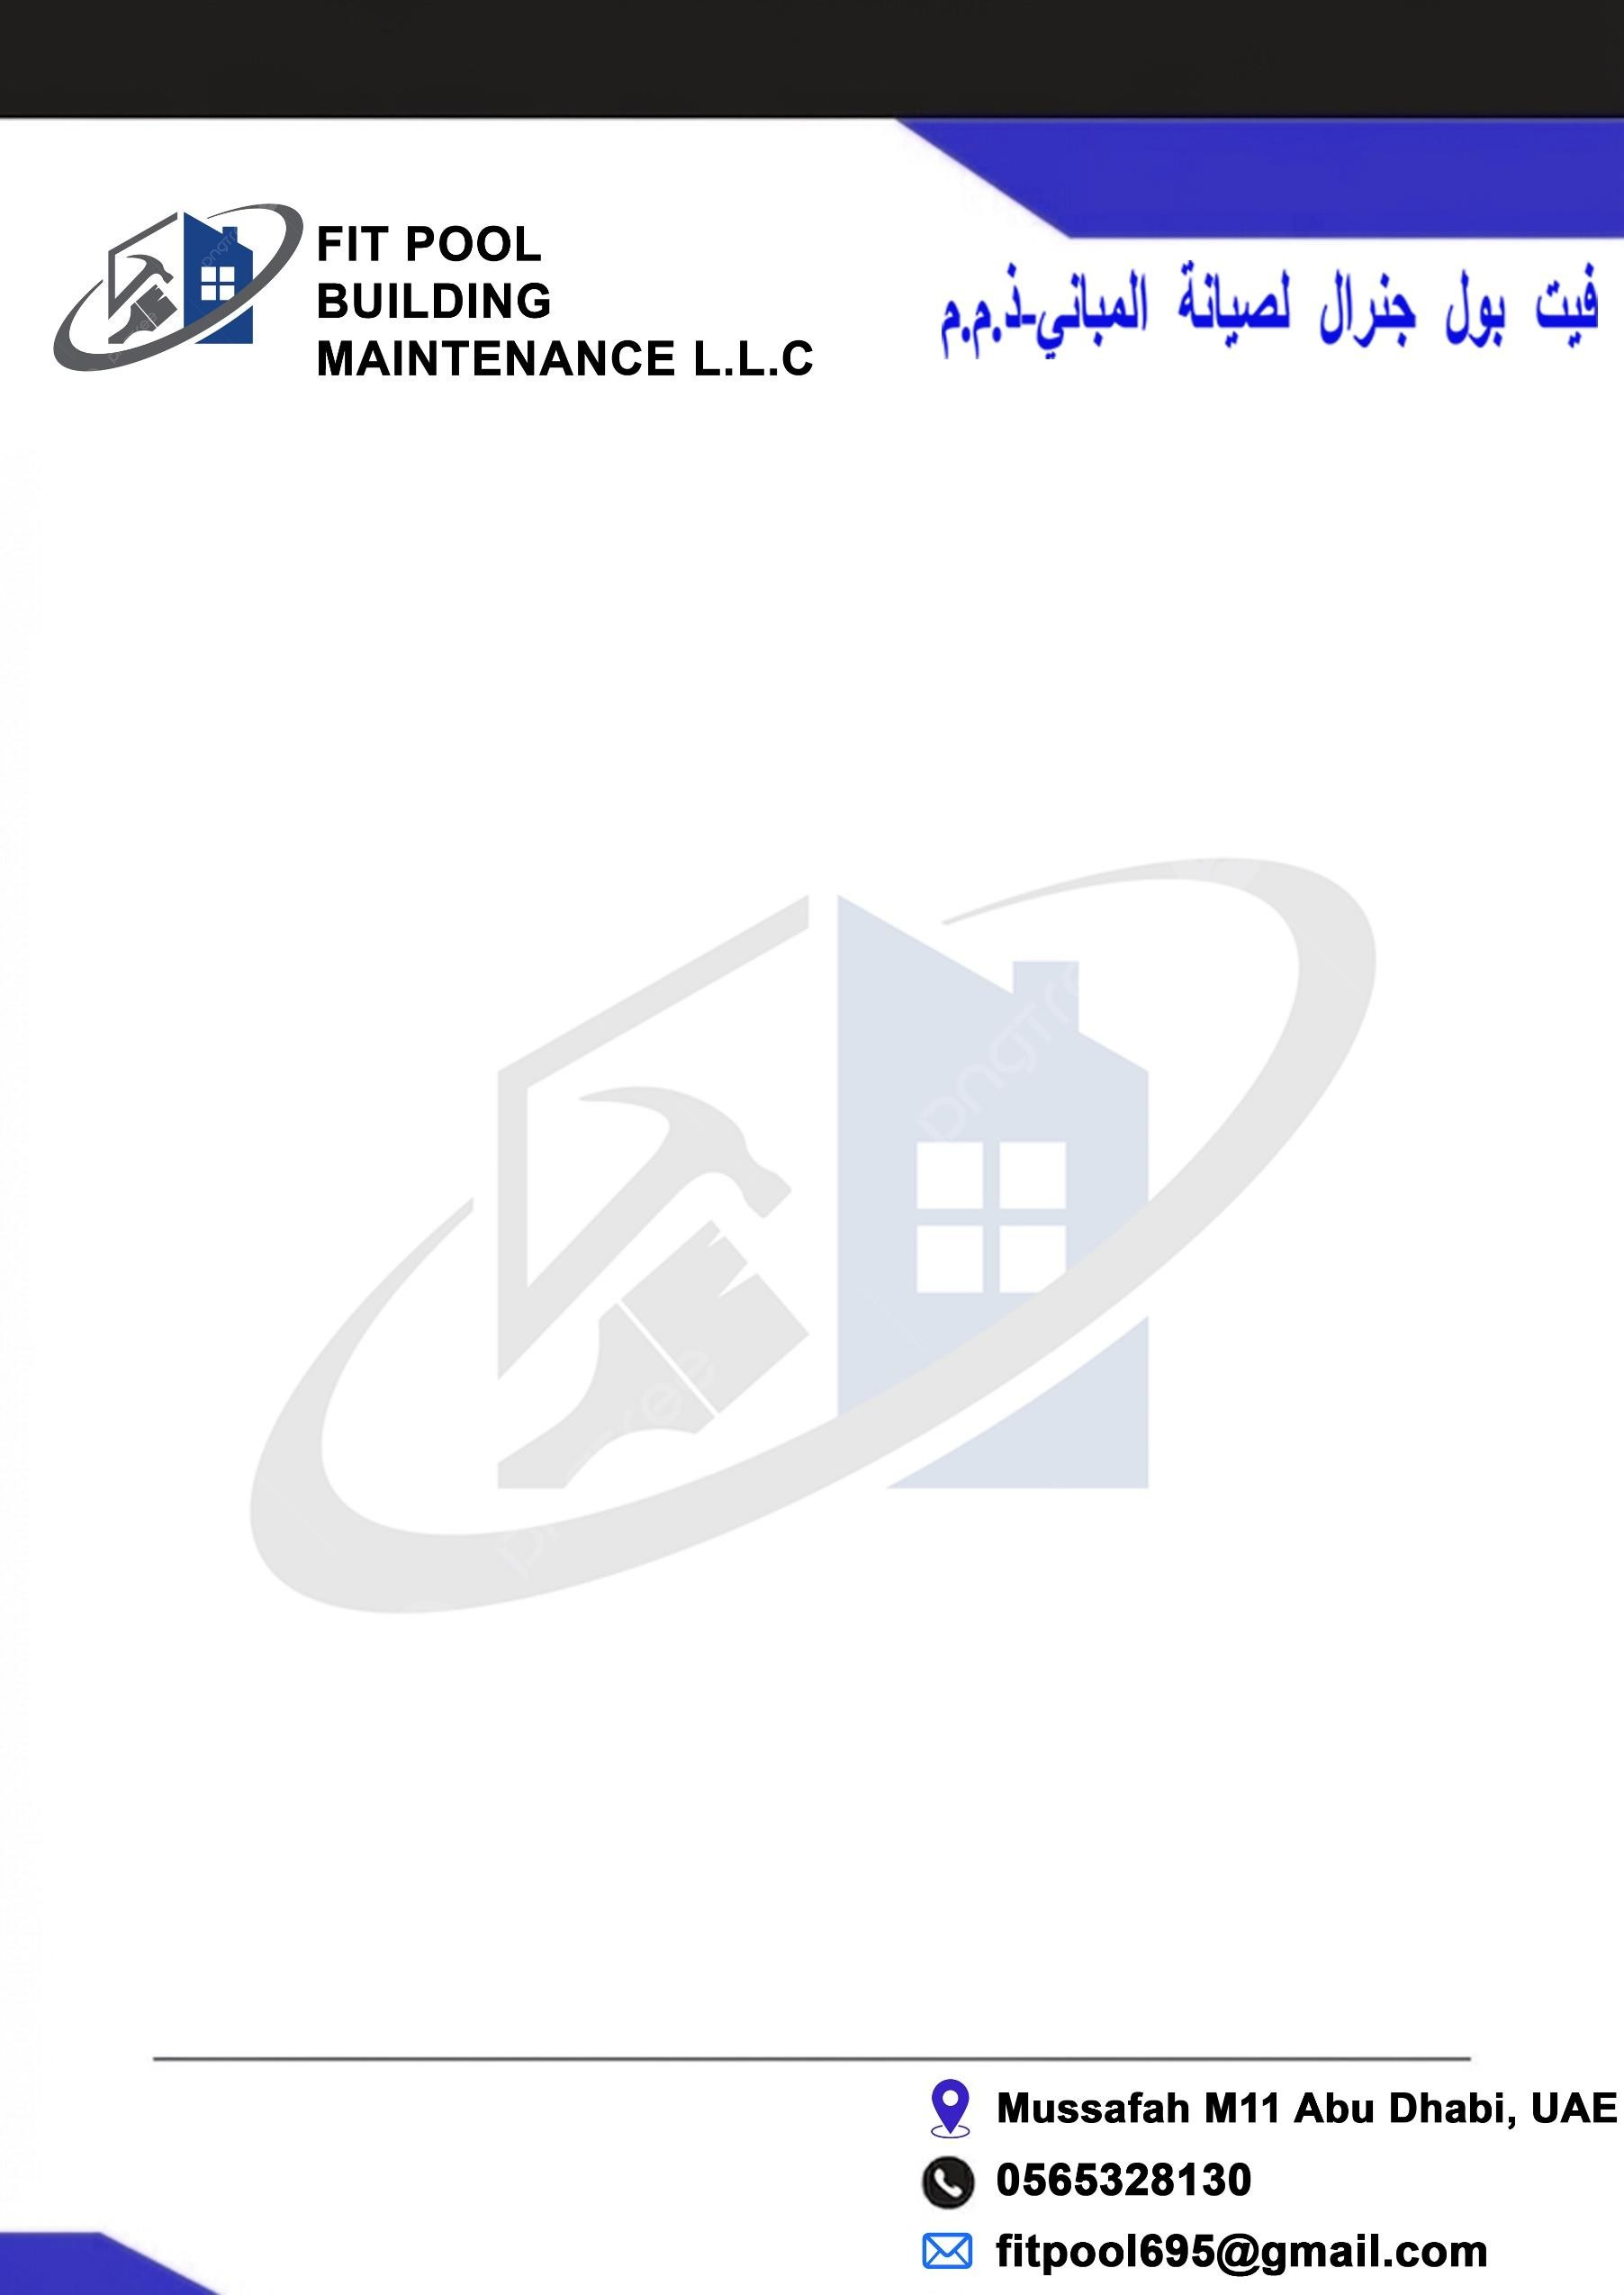 FIT POOL
BUILDING
MAINTENANCE L.L.C
فيت بول جنرال لصيانة المباني-ذ.م.م
Mussafah M11 Abu Dhabi, UAE
0565328130
fitpool695@gmail.com